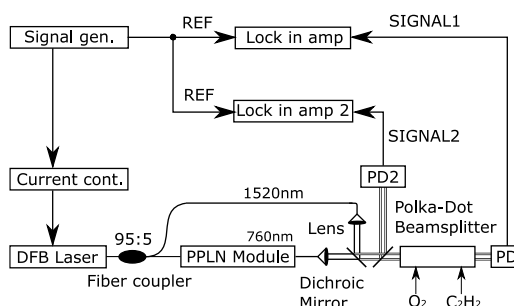 SIGNAL1
REF
Signal gen.
Lock in amp
REF
Lock in amp 2
SIGNAL2
PD2
Current cont.
1520nm
Polka-Dot
Beamsplitter
95:5
760nm
Lens
DFB Laser
PPLN Module
PD
Fiber coupler
Dichroic
Mirror
O₂
C₂H₂